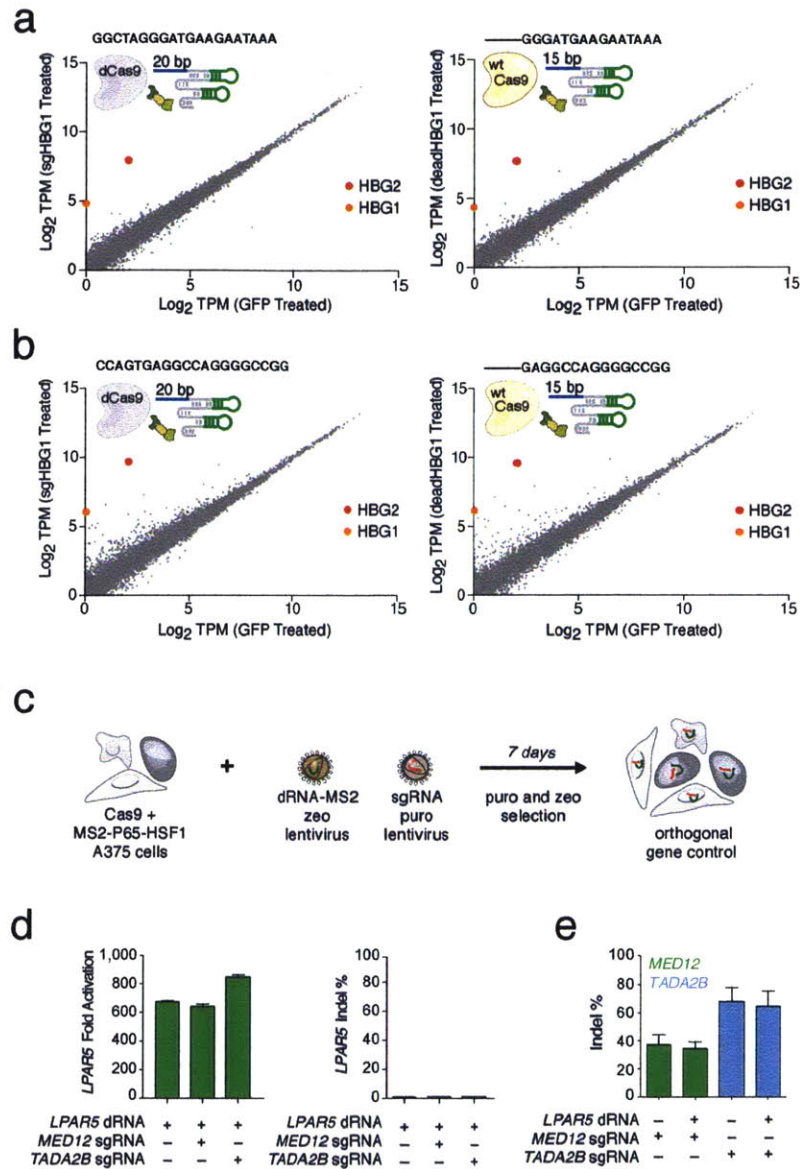 a
GGCTAGGGATGAAGAATAAA
20 bp
dCas9
15
10
5
0
0
5
10
15
Log2 TPM (sgHBG1 Treated)
Log2 TPM (GFP Treated)
HBG2
HBG1
GGGATGAAGAATAAA
15 bp
wt
Cas9
15
10
5
0
0
5
10
15
Log2 TPM (deadHBG1 Treated)
Log2 TPM (GFP Treated)
HBG2
HBG1
b
CCAGTGAGGCCAGGGGCCGG
20 bp
dCas9
15
10
5
0
0
5
10
15
Log2 TPM (sgHBG1 Treated)
Log2 TPM (GFP Treated)
HBG2
HBG1
GAGGCCAGGGGCCGG
15 bp
wt
Cas9
15
10
5
0
0
5
10
15
Log2 TPM (deadHBG1 Treated)
Log2 TPM (GFP Treated)
HBG2
HBG1
c
+
Cas9 +
MS2-P65-HSF1
A375 cells
dRNA-MS2
zeo
lentivirus
sgRNA
puro
lentivirus
7 days
puro and zeo
selection
orthogonal
gene control
d
LPAR5 Fold Activation
1,000
800
600
400
200
0
LPAR5 dRNA + + +
MED12 sgRNA – + –
TADA2B sgRNA – – +
LPAR5 Indel %
100
80
60
40
20
0
LPAR5 dRNA + + +
MED12 sgRNA – + –
TADA2B sgRNA – – +
e
MED12
TADA2B
Indel %
100
80
60
40
20
0
LPAR5 dRNA – + – +
MED12 sgRNA + + – –
TADA2B sgRNA – – + +